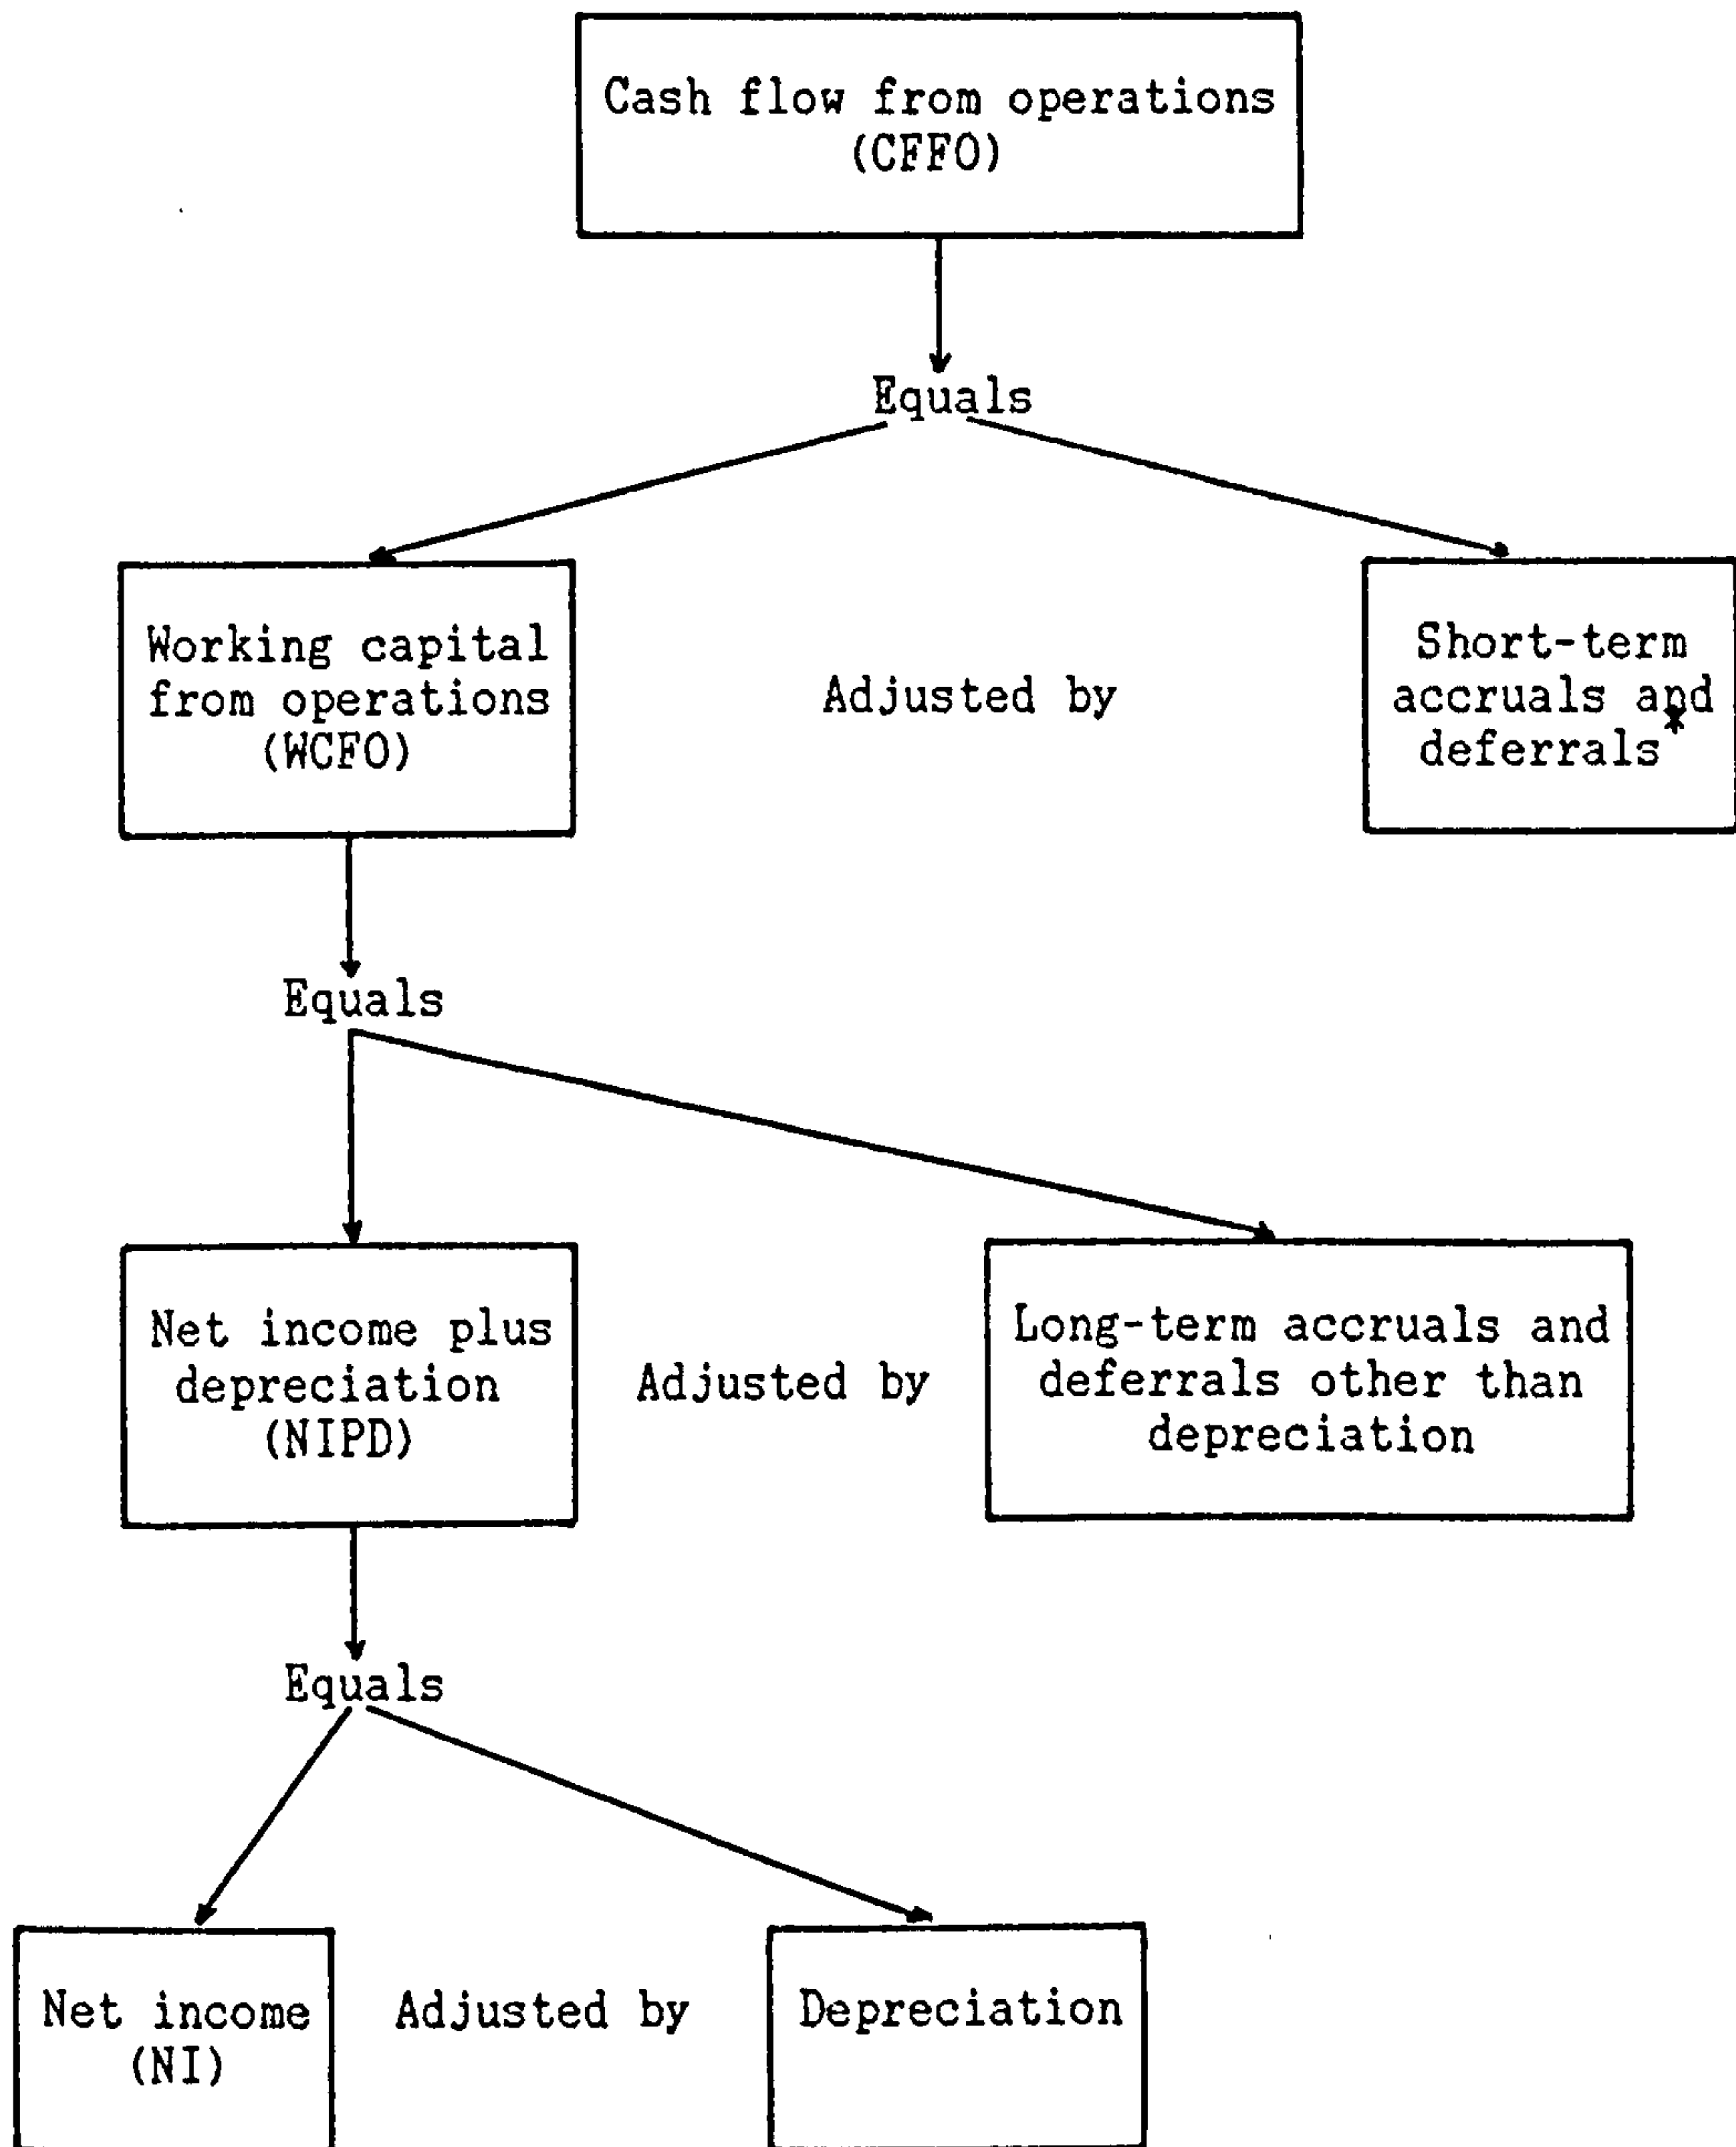 Cash flow from operations
(CFFO)
Equals
Working capital
from operations
(WCFO)
Adjusted by
Short-term
accruals and
deferrals*
Equals
Net income plus
depreciation
(NIPD)
Adjusted by
Long-term accruals and
deferrals other than
depreciation
Equals
Net income
(NI)
Adjusted by
Depreciation